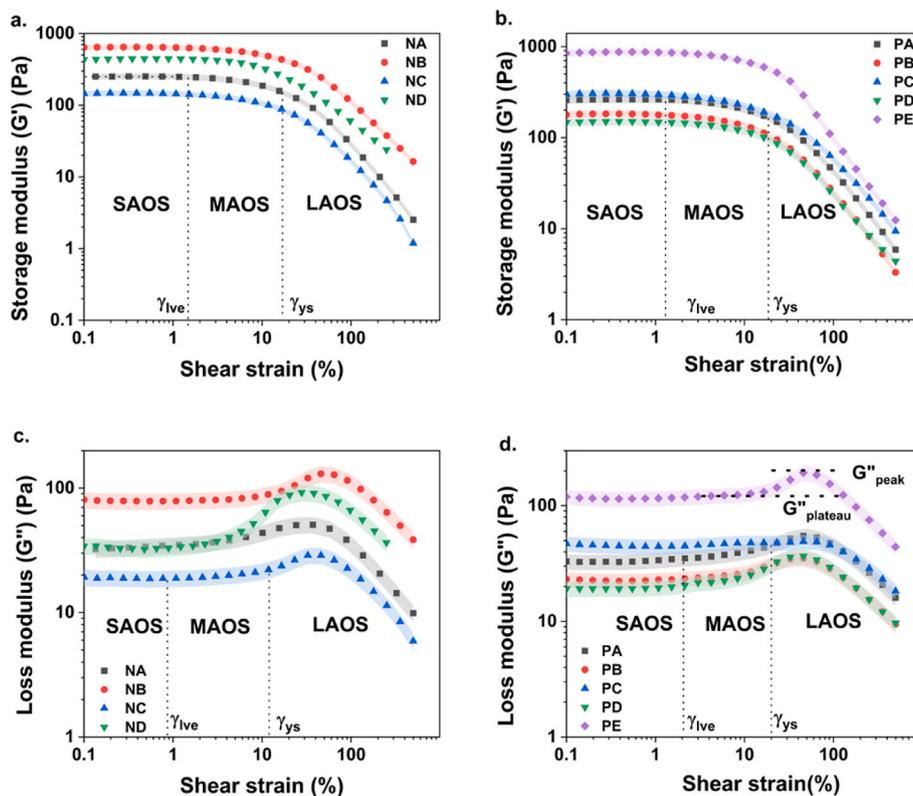 a.
1000
100
10
1
0.1
Storage modulus (G') (Pa)
NA
NB
NC
ND
SAOS MAOS LAOS
γlve γys
0.1 1 10 100
Shear strain (%)
b.
1000
100
10
1
Storage modulus (G') (Pa)
PA
PB
PC
PD
PE
SAOS MAOS LAOS
γlve γys
0.1 1 10 100
Shear strain(%)
c.
100
10
1
Loss modulus (G'') (Pa)
SAOS MAOS LAOS
NA
NB
NC
ND
γlve γys
0.1 1 10 100
Shear strain (%)
d.
100
10
1
Loss modulus (G'') (Pa)
G''peak
G''plateau
SAOS MAOS LAOS
PA
PB
PC
PD
PE
γlve γys
0.1 1 10 100
Shear strain(%)